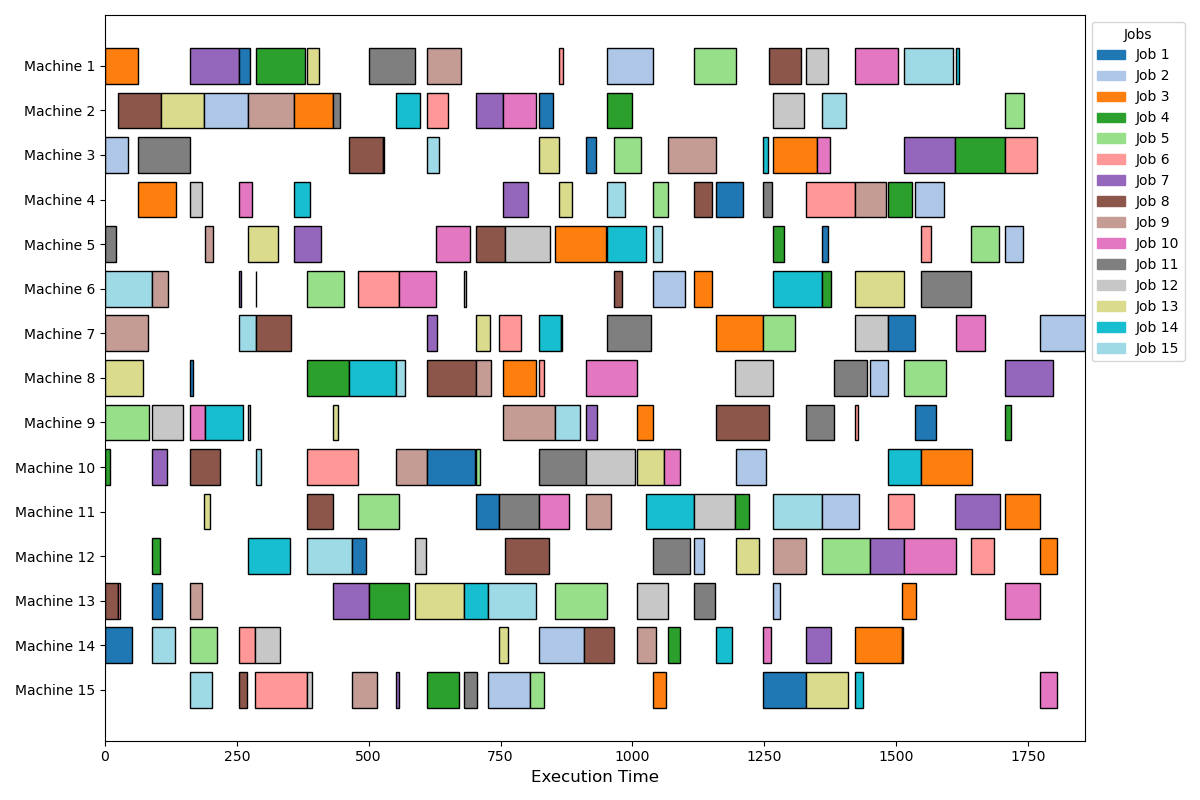 Machine 1
Machine 2
Machine 3
Machine 4
Machine 5
Machine 6
Machine 7
Machine 8
Machine 9
Machine 10
Machine 11
Machine 12
Machine 13
Machine 14
Machine 15
0 250 500 750 1000 1250 1500 1750
Execution Time
Jobs
Job 1
Job 2
Job 3
Job 4
Job 5
Job 6
Job 7
Job 8
Job 9
Job 10
Job 11
Job 12
Job 13
Job 14
Job 15